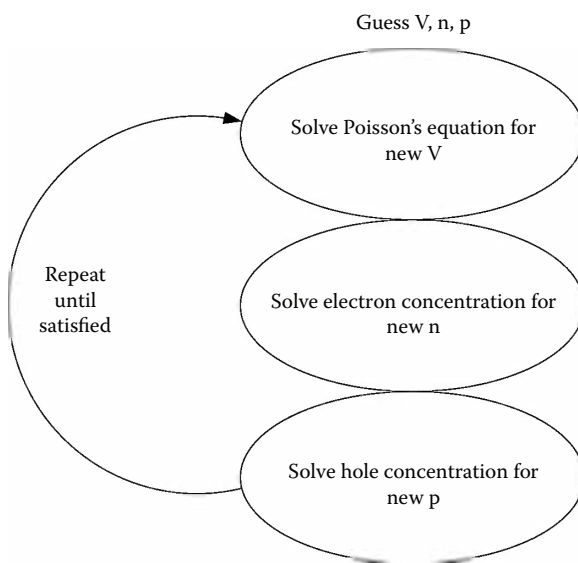 Guess V, n, p
Solve Poisson’s equation for
new V
Repeat
until
satisfied
Solve electron concentration for
new n
Solve hole concentration for
new p